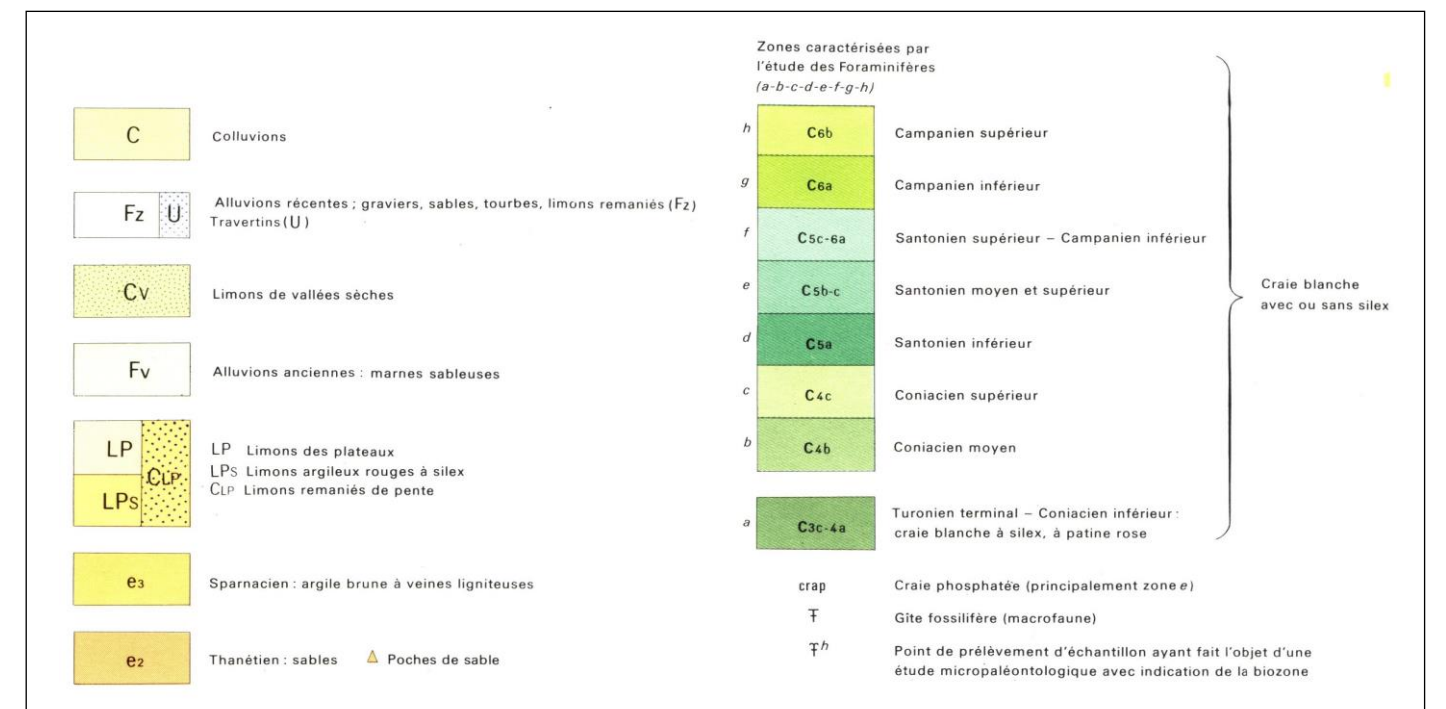 C
Colluvions
Fz
U
Alluvions récentes ; graviers, sables, tourbes, limons remaniés (Fz)
Travertins (U)
Cv
Limons de vallées sèches
Fv
Alluvions anciennes : marnes sableuses
LP
CLP
LPs
LP Limons des plateaux
LPs Limons argileux rouges à silex
CLP Limons remaniés de pente
e3
Sparnacien : argile brune à veines ligniteuses
e2
Thanétien : sables
Poches de sable
Zones caractérisées par
l'étude des Foraminifères
(a-b-c-d-e-f-g-h)
h C6b Campanien supérieur
g C6a Campanien inférieur
f C5c-6a Santonien supérieur – Campanien inférieur
e C5b-c Santonien moyen et supérieur
d C5a Santonien inférieur
c C4c Coniacien supérieur
b C4b Coniacien moyen
a C3c-4a Turonien terminal – Coniacien inférieur :
craie blanche à silex, à patine rose
Craie blanche
avec ou sans silex
crap Craie phosphatée (principalement zone e)
Ŧ Gîte fossilifère (macrofaune)
Ŧh Point de prélèvement d'échantillon ayant fait l'objet d'une
étude micropaléontologique avec indication de la biozone